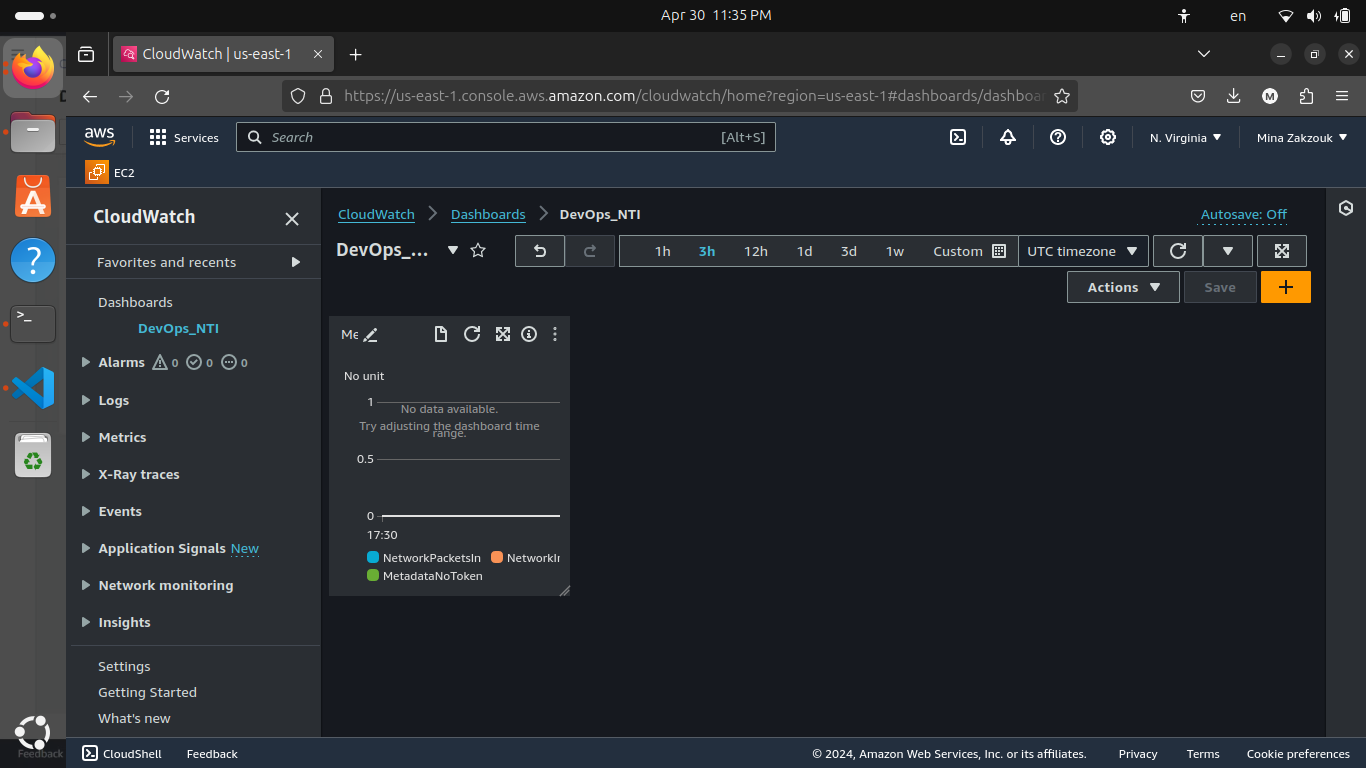 Apr 30 11:35 PM
en
CloudWatch | us-east-1
https://us-east-1.console.aws.amazon.com/cloudwatch/home?region=us-east-1#dashboards/dashboa
M
aws
Services
Search
[Alt+S]
N. Virginia
Mina Zakzouk
EC2
CloudWatch
Favorites and recents
Dashboards
DevOps_NTI
Alarms 0 0 0
Logs
Metrics
X-Ray traces
Events
Application Signals New
Network monitoring
Insights
Settings
Getting Started
What's new
CloudWatch
Dashboards
DevOps_NTI
Autosave: Off
DevOps_...
1h
3h
12h
1d
3d
1w
Custom
UTC timezone
Actions
Save
Me
No unit
1
No data available.
Try adjusting the dashboard time
range.
0.5
0
17:30
NetworkPacketsIn
NetworkIn
MetadataNoToken
CloudShell
Feedback
© 2024, Amazon Web Services, Inc. or its affiliates.
Privacy
Terms
Cookie preferences
Feedback